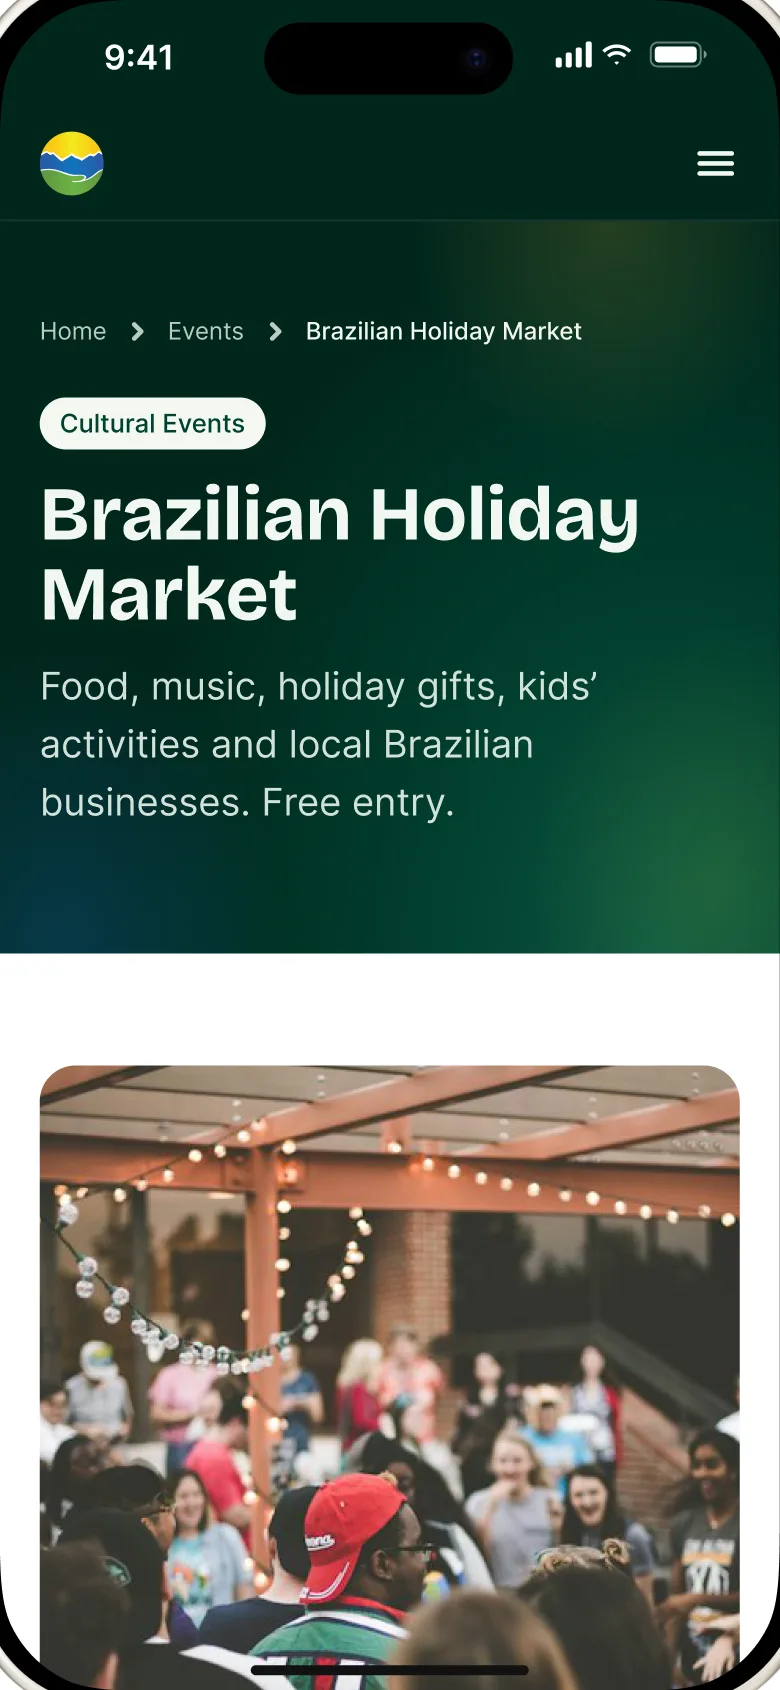 9:41
Home > Events > Brazilian Holiday Market
Cultural Events
Brazilian Holiday
Market
Food, music, holiday gifts, kids’
activities and local Brazilian
businesses. Free entry.